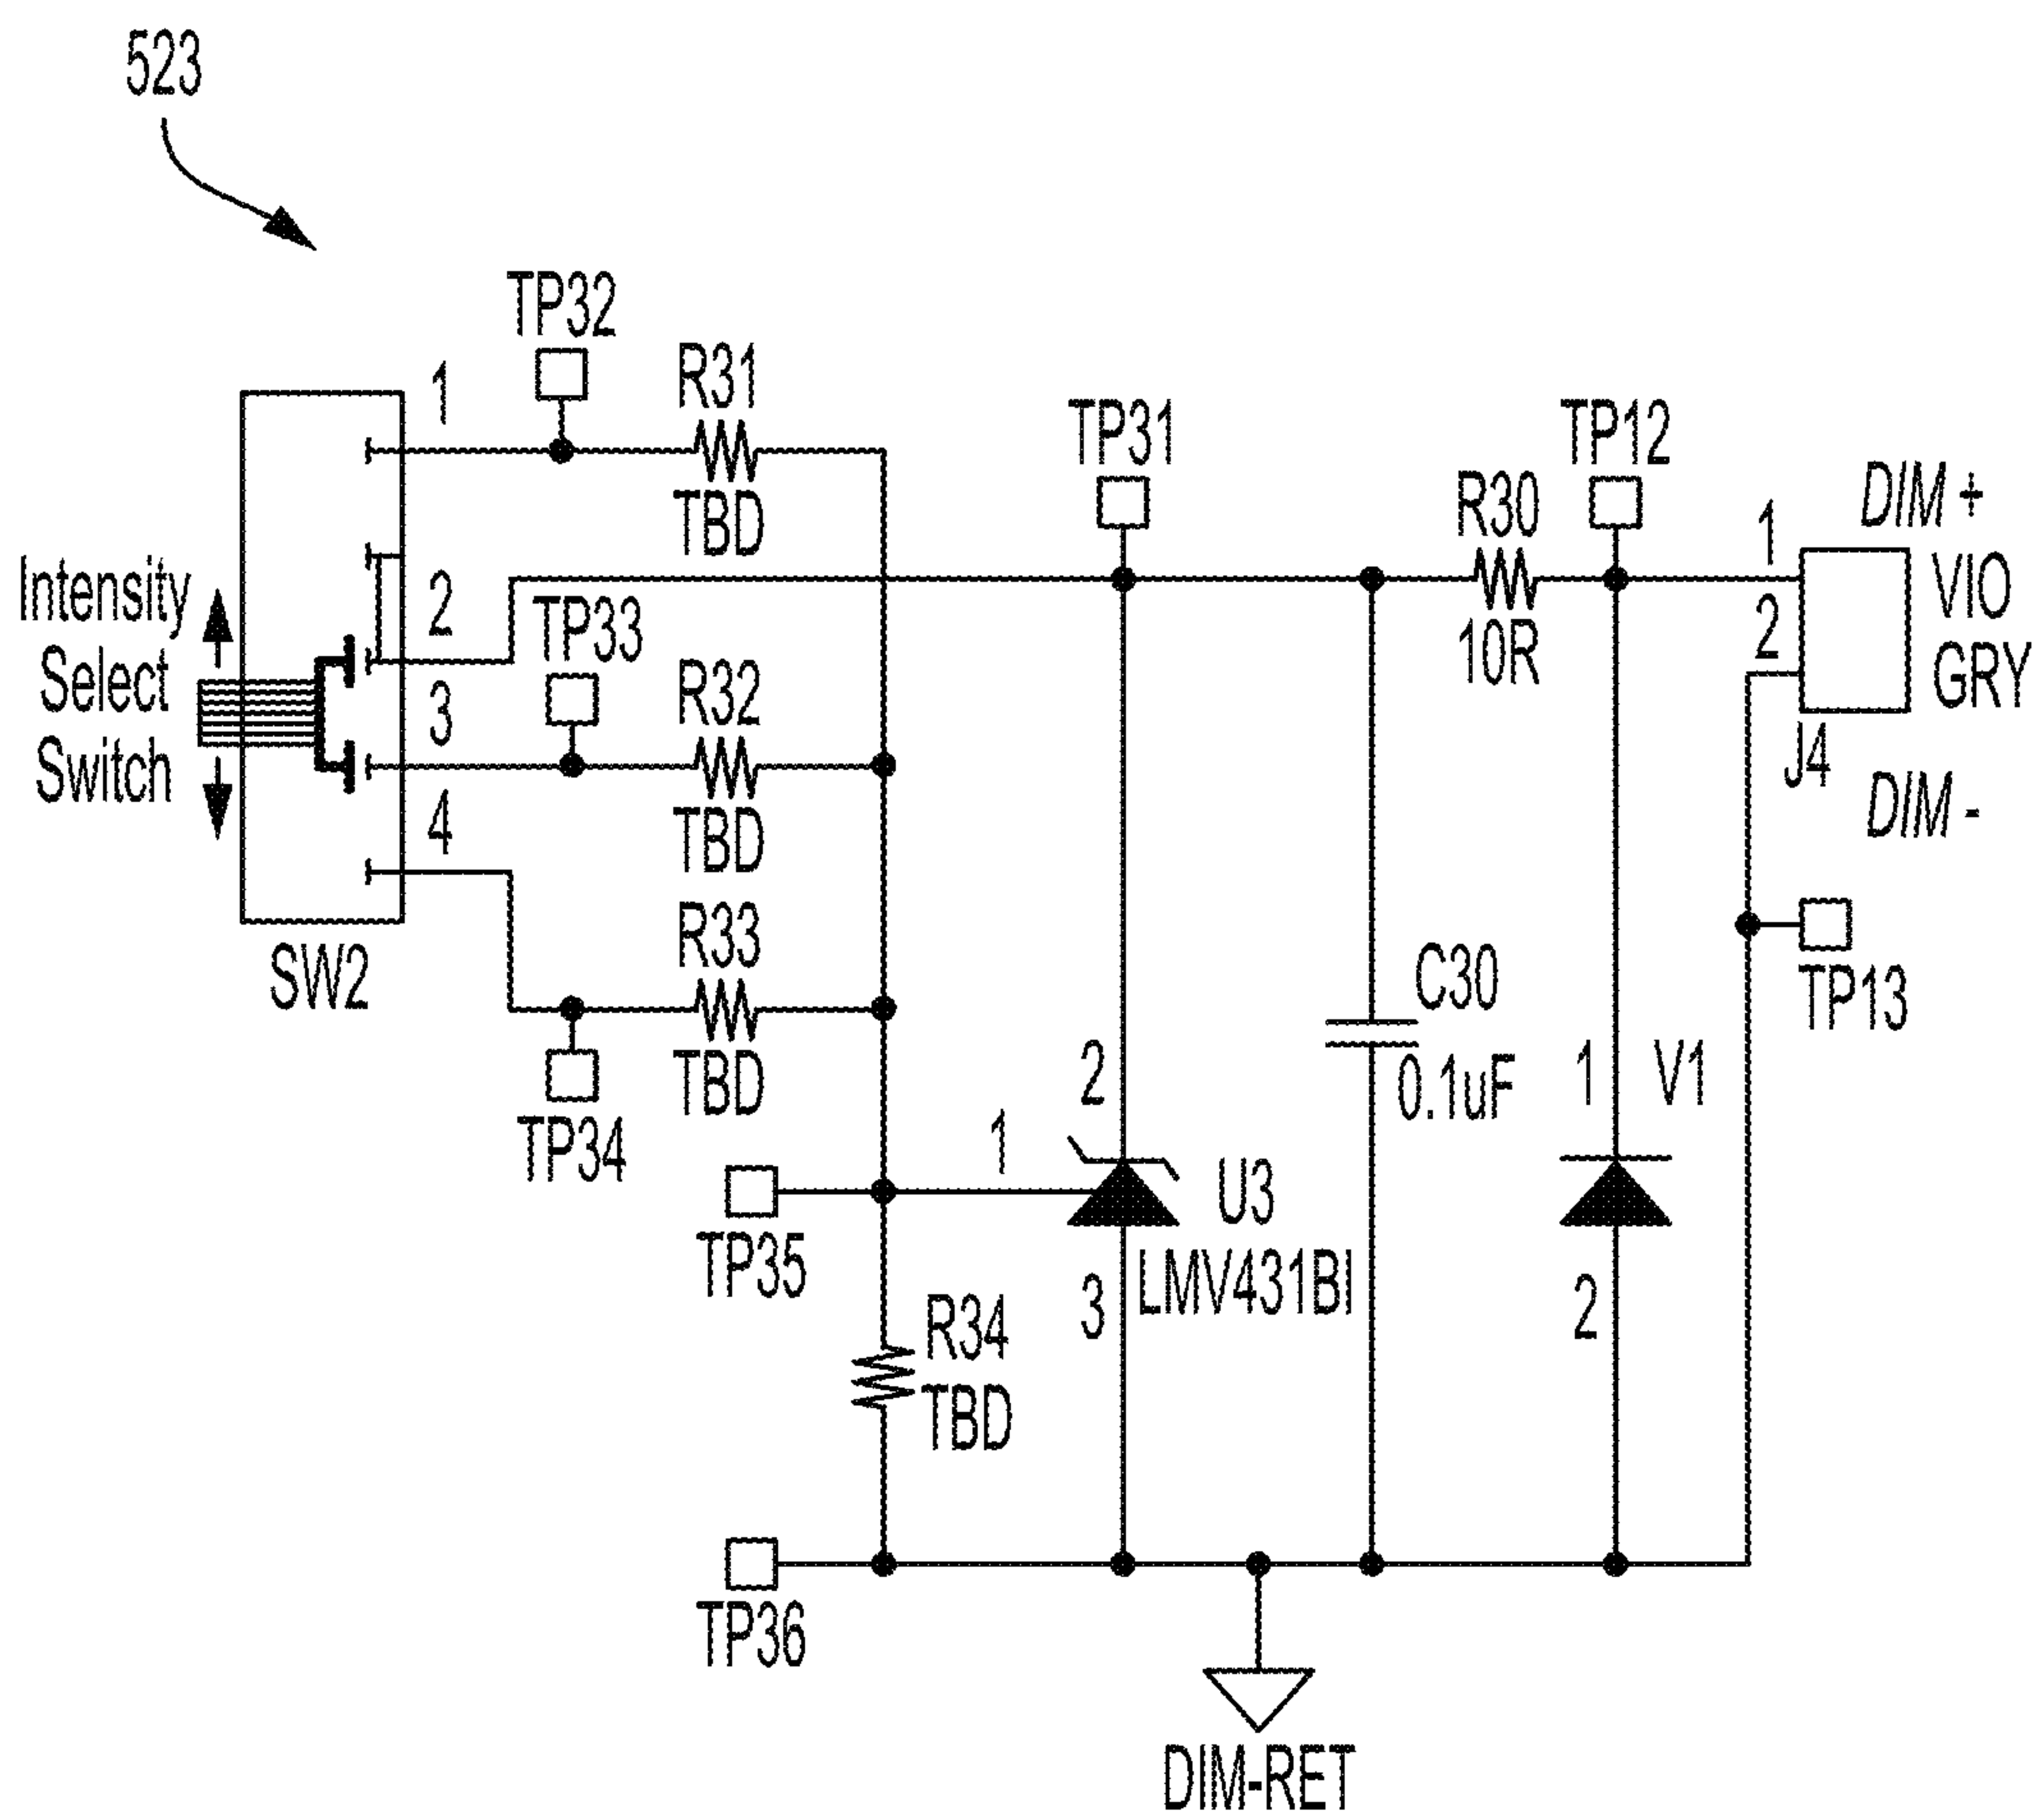 523
TP32
1
R31
TBD
TP31
TP12
R30
10R
1
DIM +
VIO
2
GRY
J4
DIM -
Intensity
Select
Switch
2
TP33
3
R32
TBD
4
SW2
R33
TBD
TP34
TP13
C30
0.1uF
2
1
V1
1
TP35
U3
LMV431BI
3
2
R34
TBD
TP36
DIM-RET